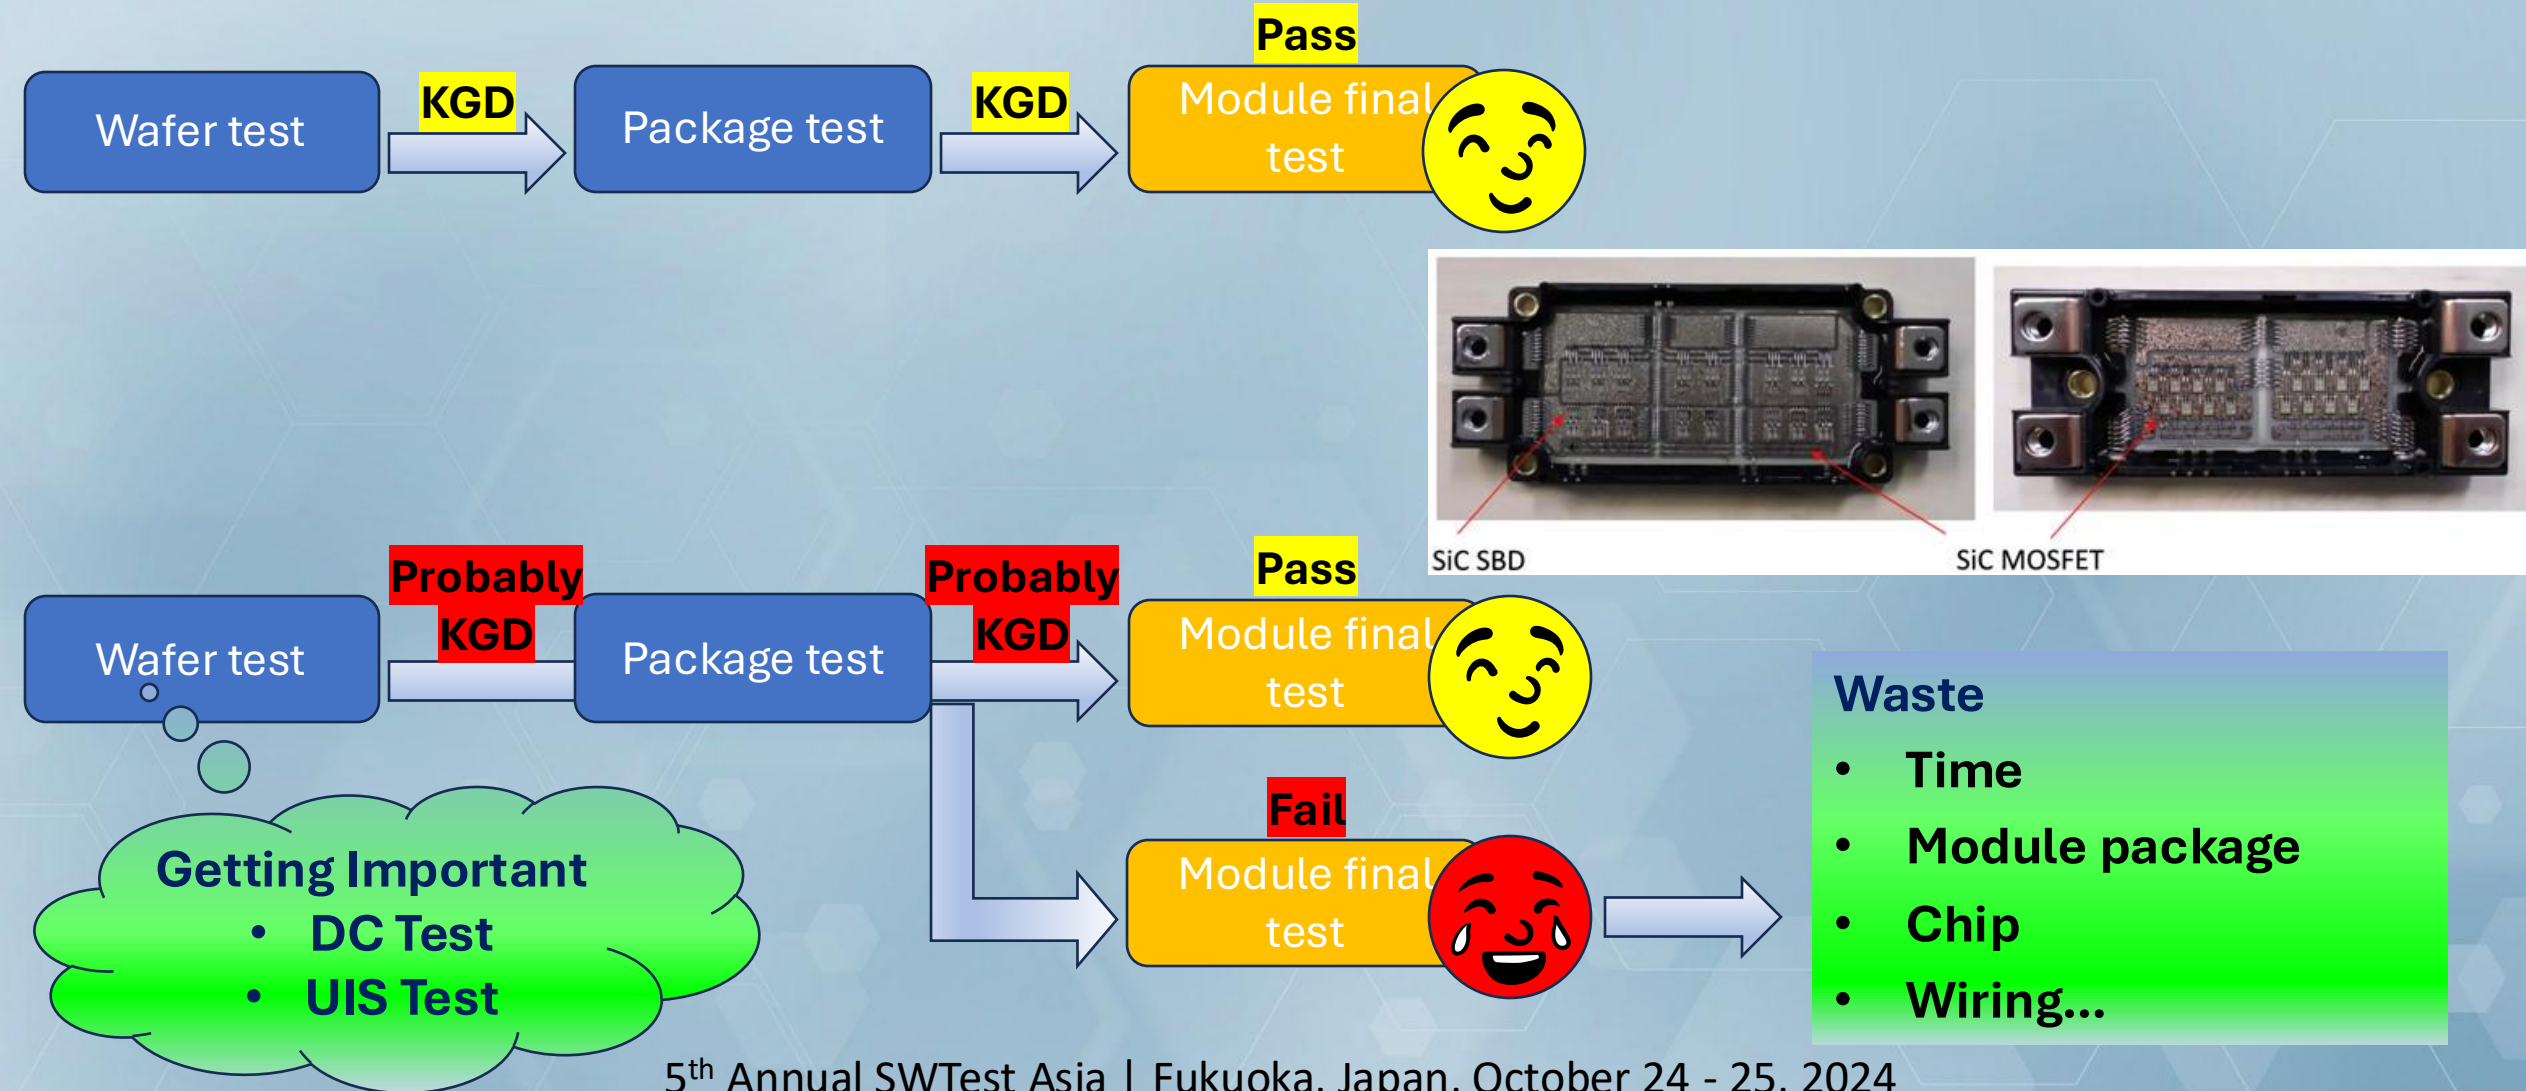 Pass
Wafer test
KGD
Package test
KGD
Module final
test
SiC SBD
SiC MOSFET
Wafer test
Probably
KGD
Package test
Probably
KGD
Pass
Module final
test
Fail
Module final
test
Getting Important
• DC Test
• UIS Test
Waste
• Time
• Module package
• Chip
• Wiring...
5th Annual SWTest Asia | Fukuoka, Japan, October 24 - 25, 2024